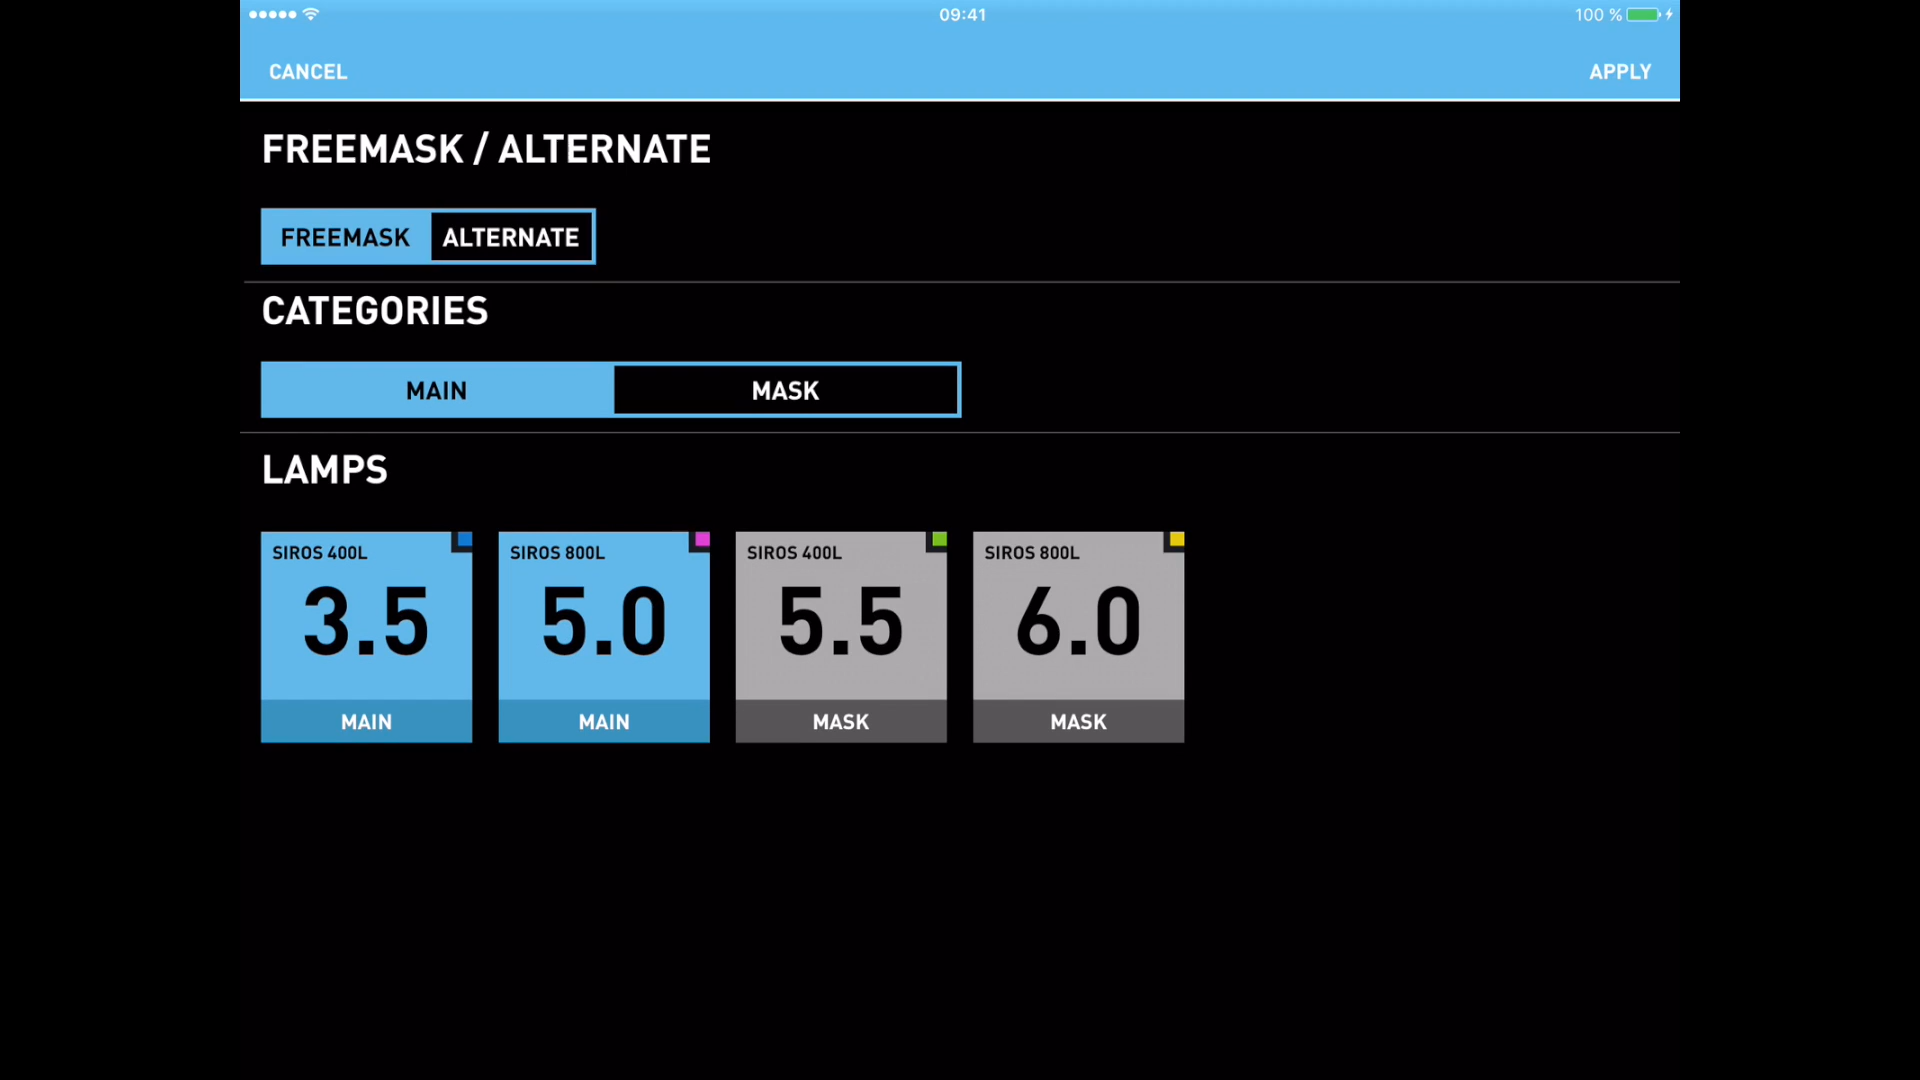 09:41
100 %
CANCEL
APPLY
FREEMASK / ALTERNATE
FREEMASK
ALTERNATE
CATEGORIES
MAIN
MASK
LAMPS
SIROS 400L
3.5
MAIN
SIROS 800L
5.0
MAIN
SIROS 400L
5.5
MASK
SIROS 800L
6.0
MASK